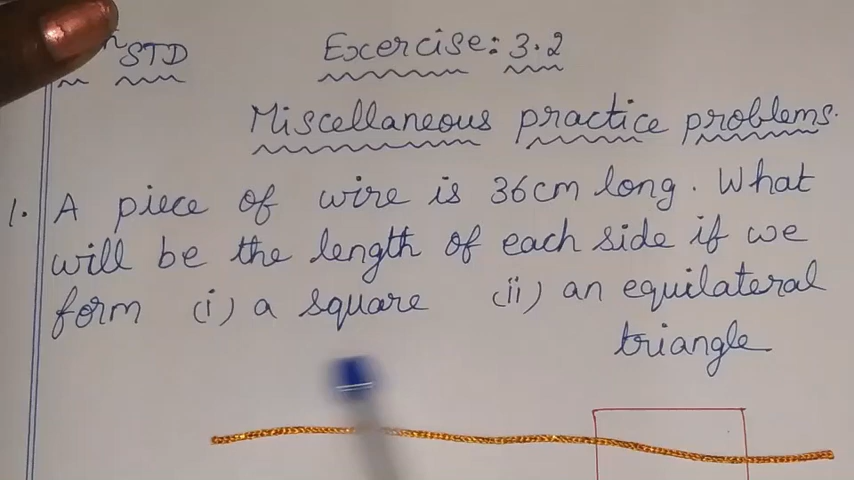 STD Exercise: 3.2
Miscellaneous practice problems.
1. A piece of wire is 36cm long. What
will be the length of each side if we
form (i) a square (ii) an equilateral
triangle